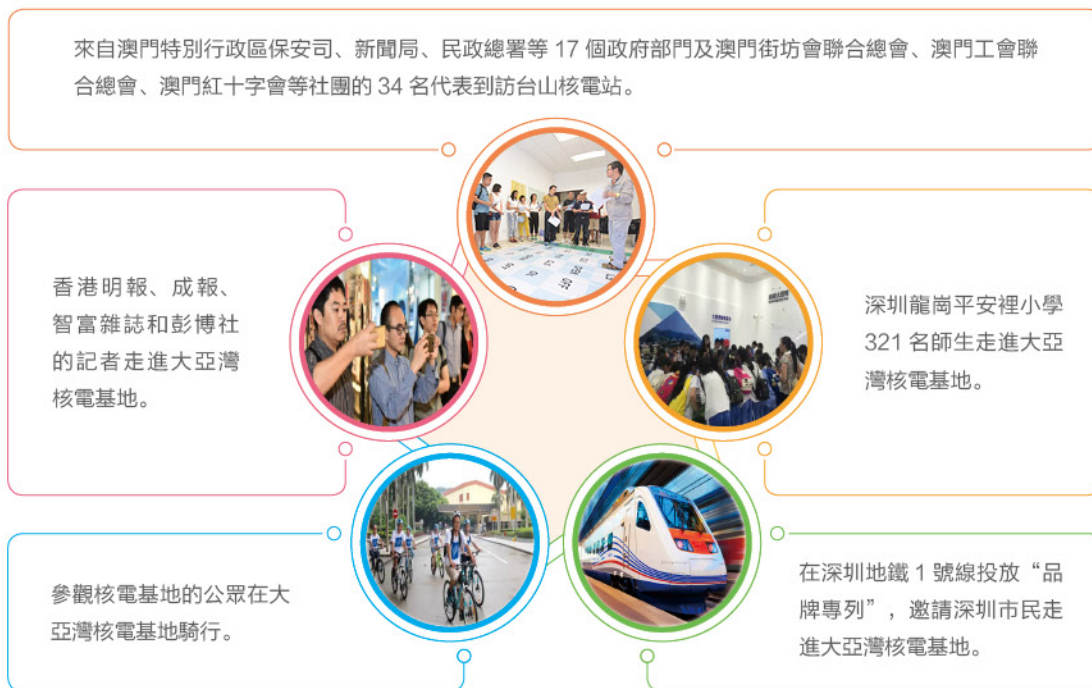 來自澳門特別行政區保安司、新聞局、民政總署等 17 個政府部門及澳門街坊會聯合總會、澳門工會聯
合總會、澳門紅十字會等社團的 34 名代表到訪台山核電站。
香港明報、成報、
智富雜誌和彭博社
的記者走進大亞灣
核電基地。
深圳龍崗平安裡小學
321 名師生走進大亞
灣核電基地。
參觀核電基地的公眾在大
亞灣核電基地騎行。
在深圳地鐵 1 號線投放“品
牌專列”，邀請深圳市民走
進大亞灣核電基地。